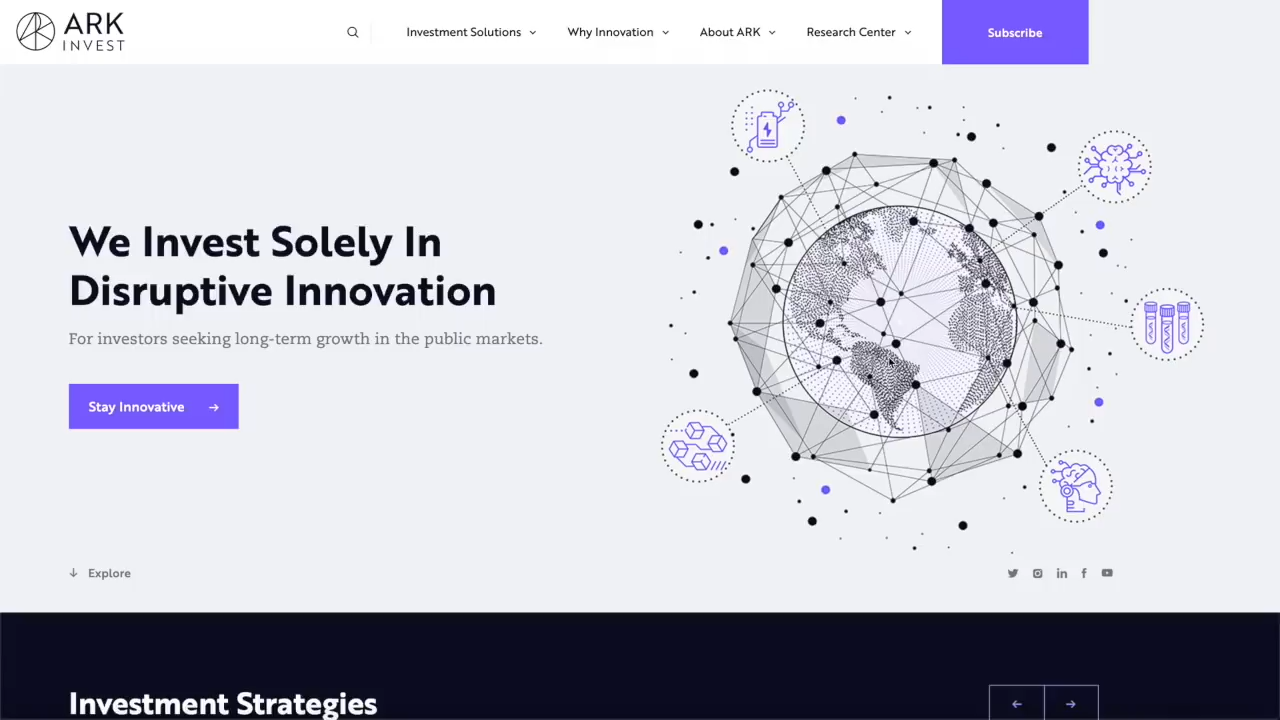 ARK
INVEST
Investment Solutions
Why Innovation
About ARK
Research Center
Subscribe
We Invest Solely In
Disruptive Innovation
For investors seeking long-term growth in the public markets.
Stay Innovative
Explore
Investment Strategies